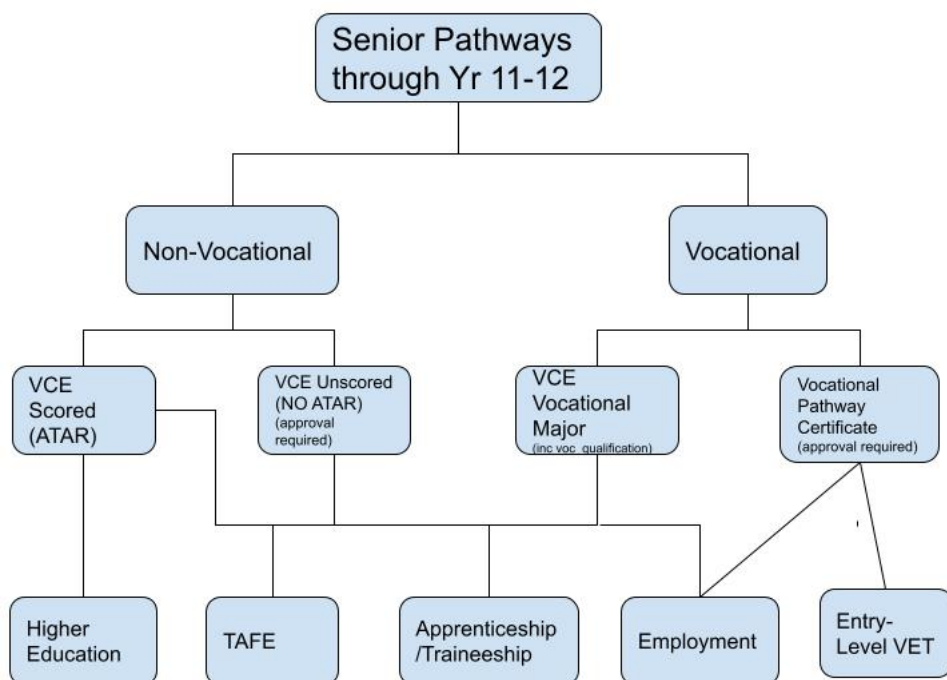 Senior Pathways
through Yr 11-12
Non-Vocational
Vocational
VCE
Scored
(ATAR)
VCE Unscored
(NO ATAR)
(approval
required)
VCE
Vocational
Major
(inc voc qualification)
Vocational
Pathway
Certificate
(approval required)
Higher
Education
TAFE
Apprenticeship
/Traineeship
Employment
Entry-
Level VET